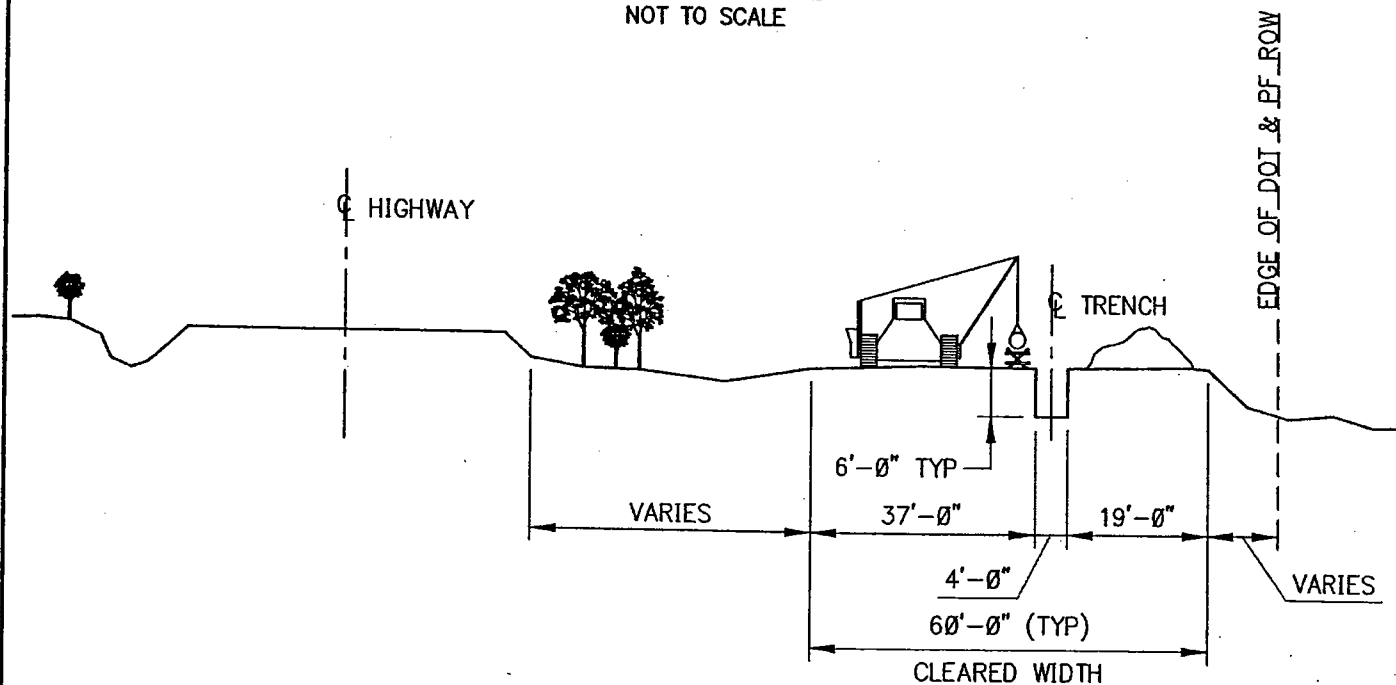 NOT TO SCALE
EDGE OF DOT & PF ROW
℄ HIGHWAY
℄ TRENCH
6'-0" TYP
VARIES
37'-0"
19'-0"
4'-0"
VARIES
60'-0" (TYP)
CLEARED WIDTH